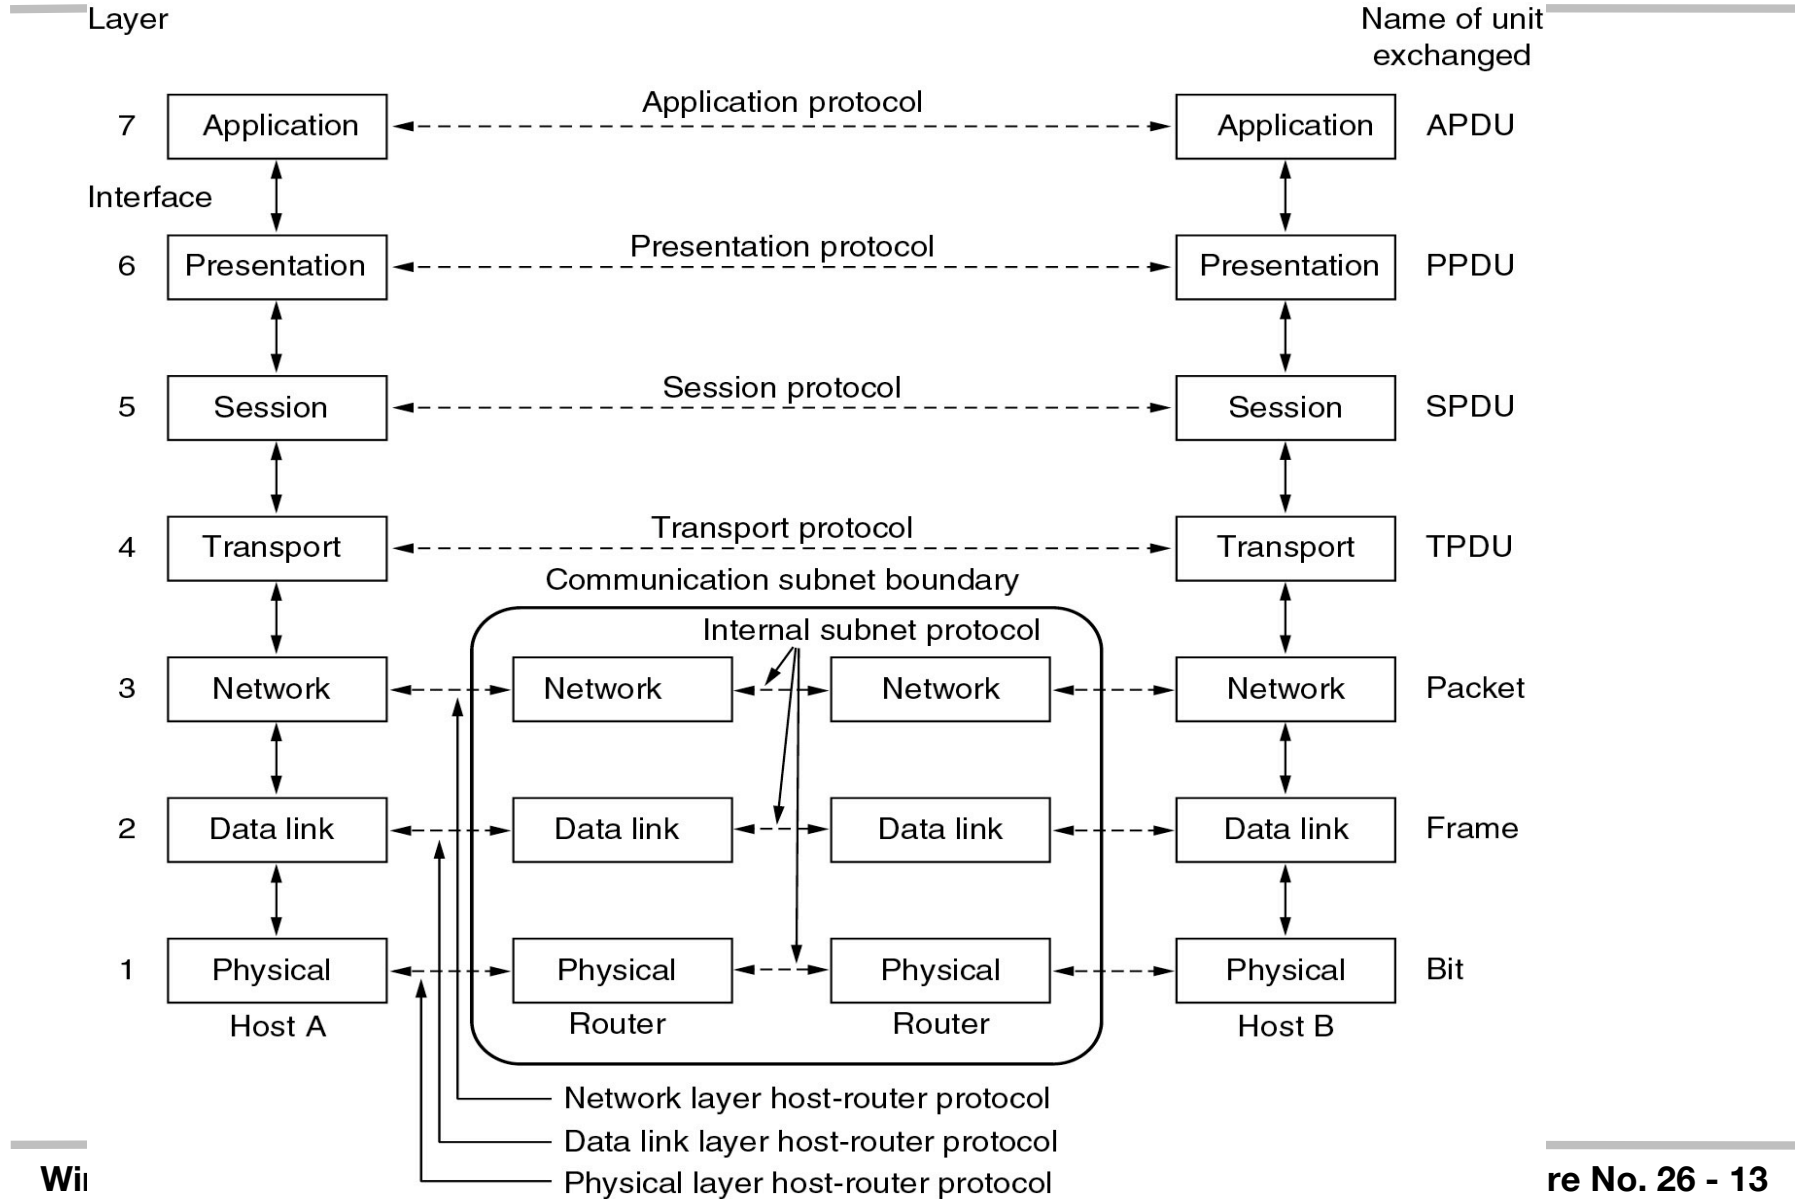 Layer
Name of unit
exchanged
Application protocol
7 Application Application APDU
Interface
Presentation protocol
6 Presentation Presentation PPDU
Session protocol
5 Session Session SPDU
Transport protocol
4 Transport Transport TPDU
Communication subnet boundary
Internal subnet protocol
3 Network Network Network Network Packet
2 Data link Data link Data link Data link Frame
1 Physical Physical Physical Physical Bit
Host A Router Router Host B
Network layer host-router protocol
Data link layer host-router protocol
Physical layer host-router protocol
re No. 26 - 13